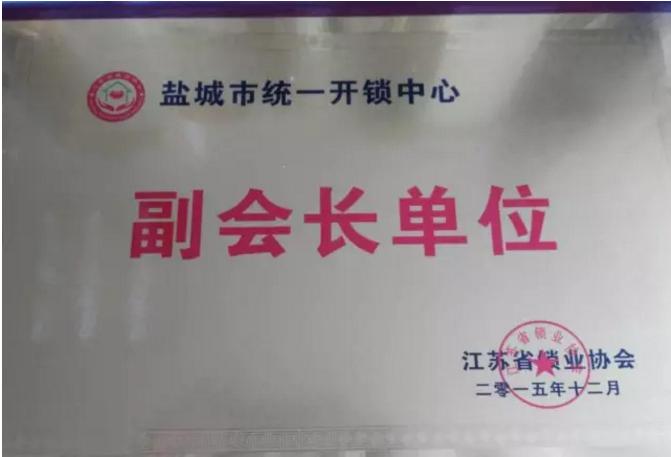 盐城市统一开锁中心
副会长单位
江苏省锁业协会
二零一五年十二月